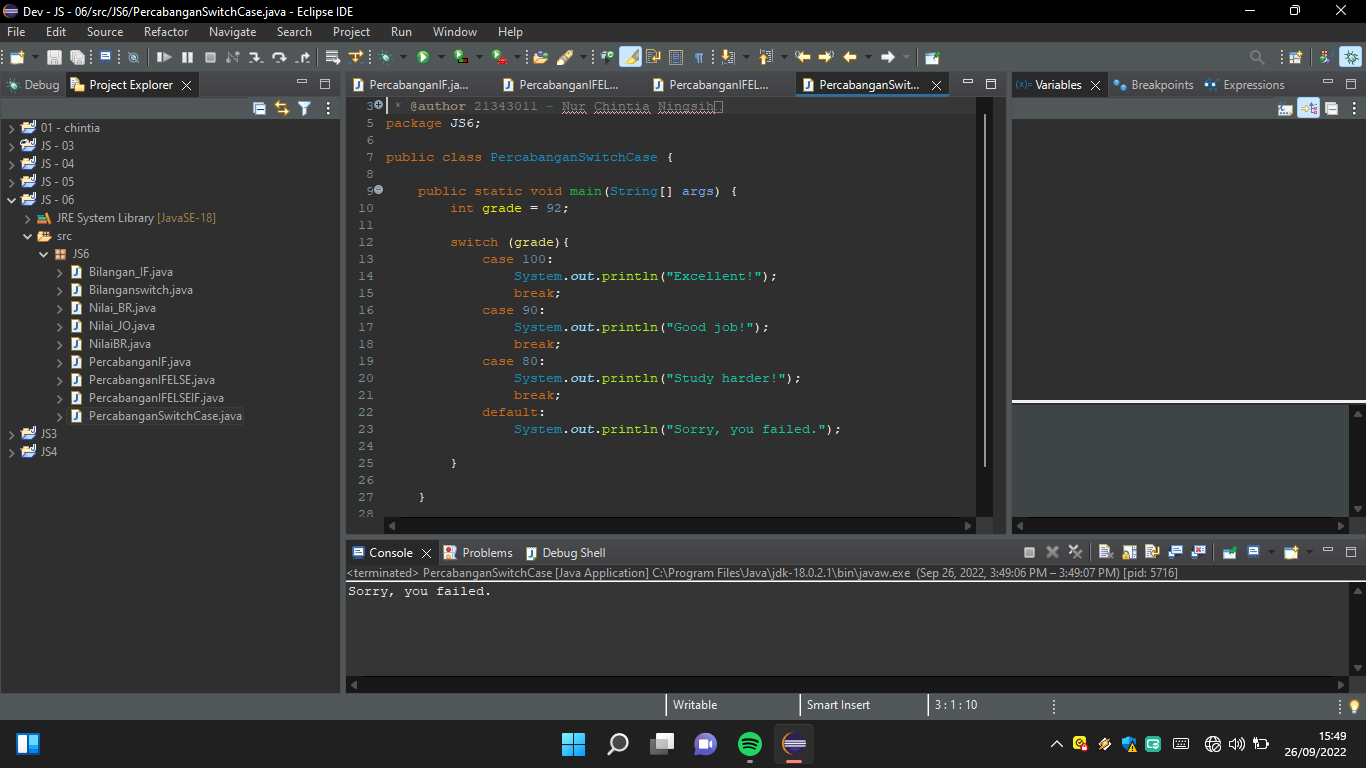 Dev - JS - 06/src/JS6/PercabanganSwitchCase.java - Eclipse IDE
File Edit Source Refactor Navigate Search Project Run Window Help
Debug Project Explorer
01 - chintia
JS - 03
JS - 04
JS - 05
JS - 06
JRE System Library [JavaSE-18]
src
JS6
Bilangan_IF.java
Bilanganswitch.java
Nilai_BR.java
Nilai_JO.java
NilaiBR.java
PercabanganIF.java
PercabanganIFELSE.java
PercabanganIFELSEIF.java
PercabanganSwitchCase.java
JS3
JS4
PercabanganIF.ja... PercabanganIFEL... PercabanganIFEL... PercabanganSwit...
3 * @author 21343011 - Nur Chintia Ningsih
5 package JS6;
6
7 public class PercabanganSwitchCase {
8
9 public static void main(String[] args) {
10 int grade = 92;
11
12 switch (grade){
13 case 100:
14 System.out.println("Excellent!");
15 break;
16 case 90:
17 System.out.println("Good job!");
18 break;
19 case 80:
20 System.out.println("Study harder!");
21 break;
22 default:
23 System.out.println("Sorry, you failed.");
24
25 }
26
27 }
28
(x)= Variables Breakpoints Expressions
Console Problems Debug Shell
<terminated> PercabanganSwitchCase [Java Application] C:\Program Files\Java\jdk-18.0.2.1\bin\javaw.exe (Sep 26, 2022, 3:49:06 PM – 3:49:07 PM) [pid: 5716]
Sorry, you failed.
Writable Smart Insert 3 : 1 : 10
15:49
26/09/2022